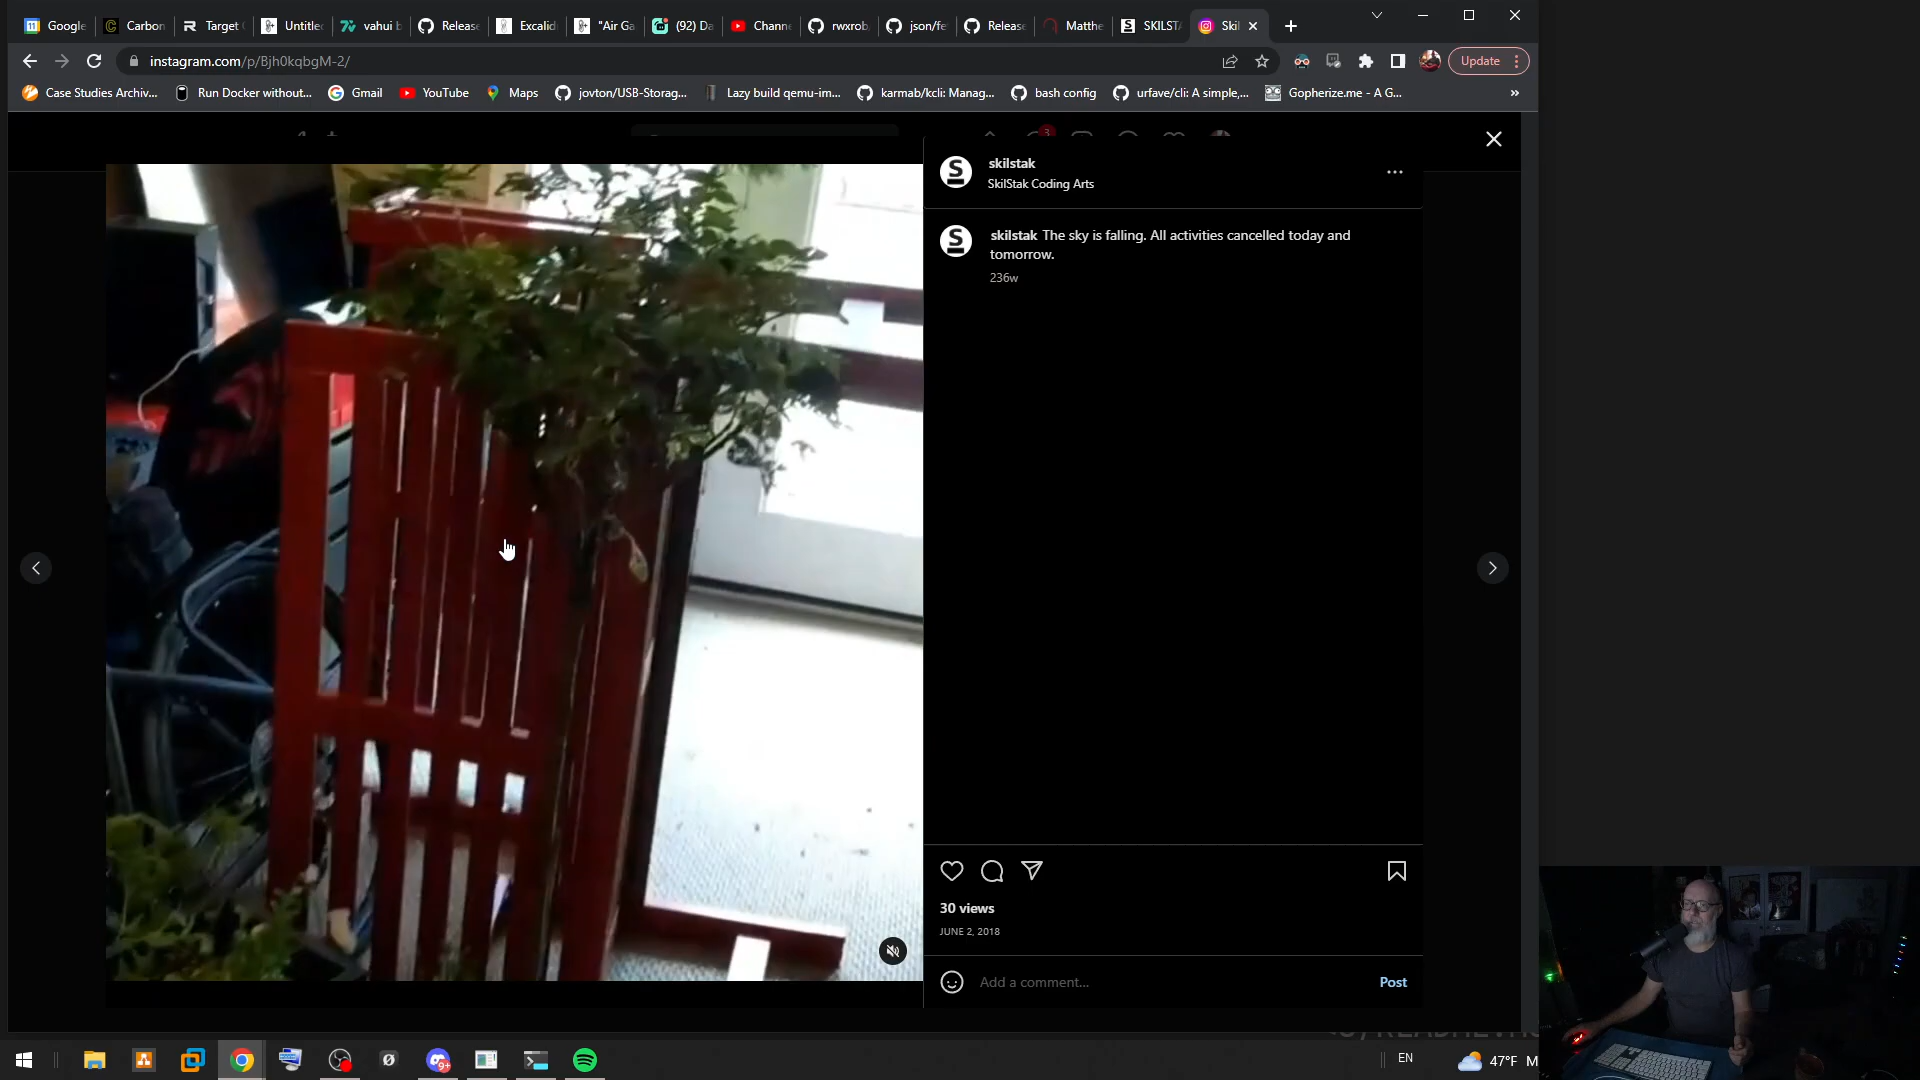 Google
Carbon
Target
Untitle
vahui b
Release
Excalid
"Air Ga
(92) Da
Chann
rwxrob
json/fe
Release
Matthe
SKILST
Skil
instagram.com/p/Bjh0kqbgM-2/
Update
Case Studies Archiv...
Run Docker without...
Gmail
YouTube
Maps
jovton/USB-Storag...
Lazy build qemu-im...
karmab/kcli: Manag...
bash config
urfave/cli: A simple,...
Gopherize.me - A G...
»
3
skilstak
SkilStak Coding Arts
skilstak The sky is falling. All activities cancelled today and
tomorrow.
236w
30 views
JUNE 2, 2018
Add a comment...
Post
9+
EN
47°F M